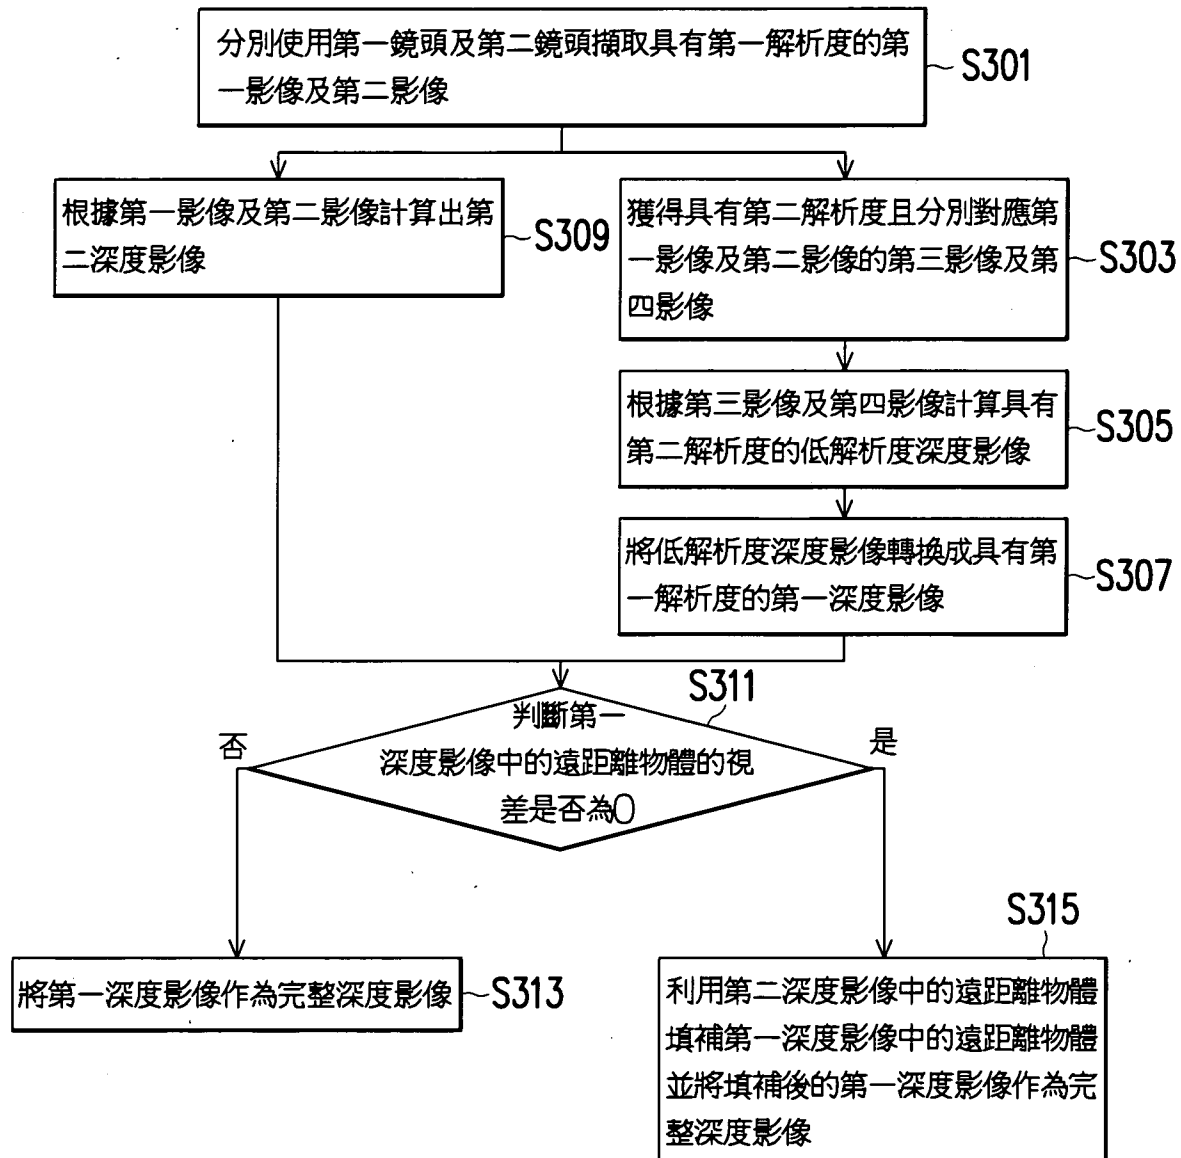 分別使用第一鏡頭及第二鏡頭擷取具有第一解析度的第
一影像及第二影像
S301
根據第一影像及第二影像計算出第
二深度影像
S309
獲得具有第二解析度且分別對應第
一影像及第二影像的第三影像及第
四影像
S303
根據第三影像及第四影像計算具有
第二解析度的低解析度深度影像
S305
將低解析度深度影像轉換成具有第
一解析度的第一深度影像
S307
S311
判斷第一
深度影像中的遠距離物體的視
差是否為0
否
是
將第一深度影像作為完整深度影像
S313
S315
利用第二深度影像中的遠距離物體
填補第一深度影像中的遠距離物體
並將填補後的第一深度影像作為完
整深度影像